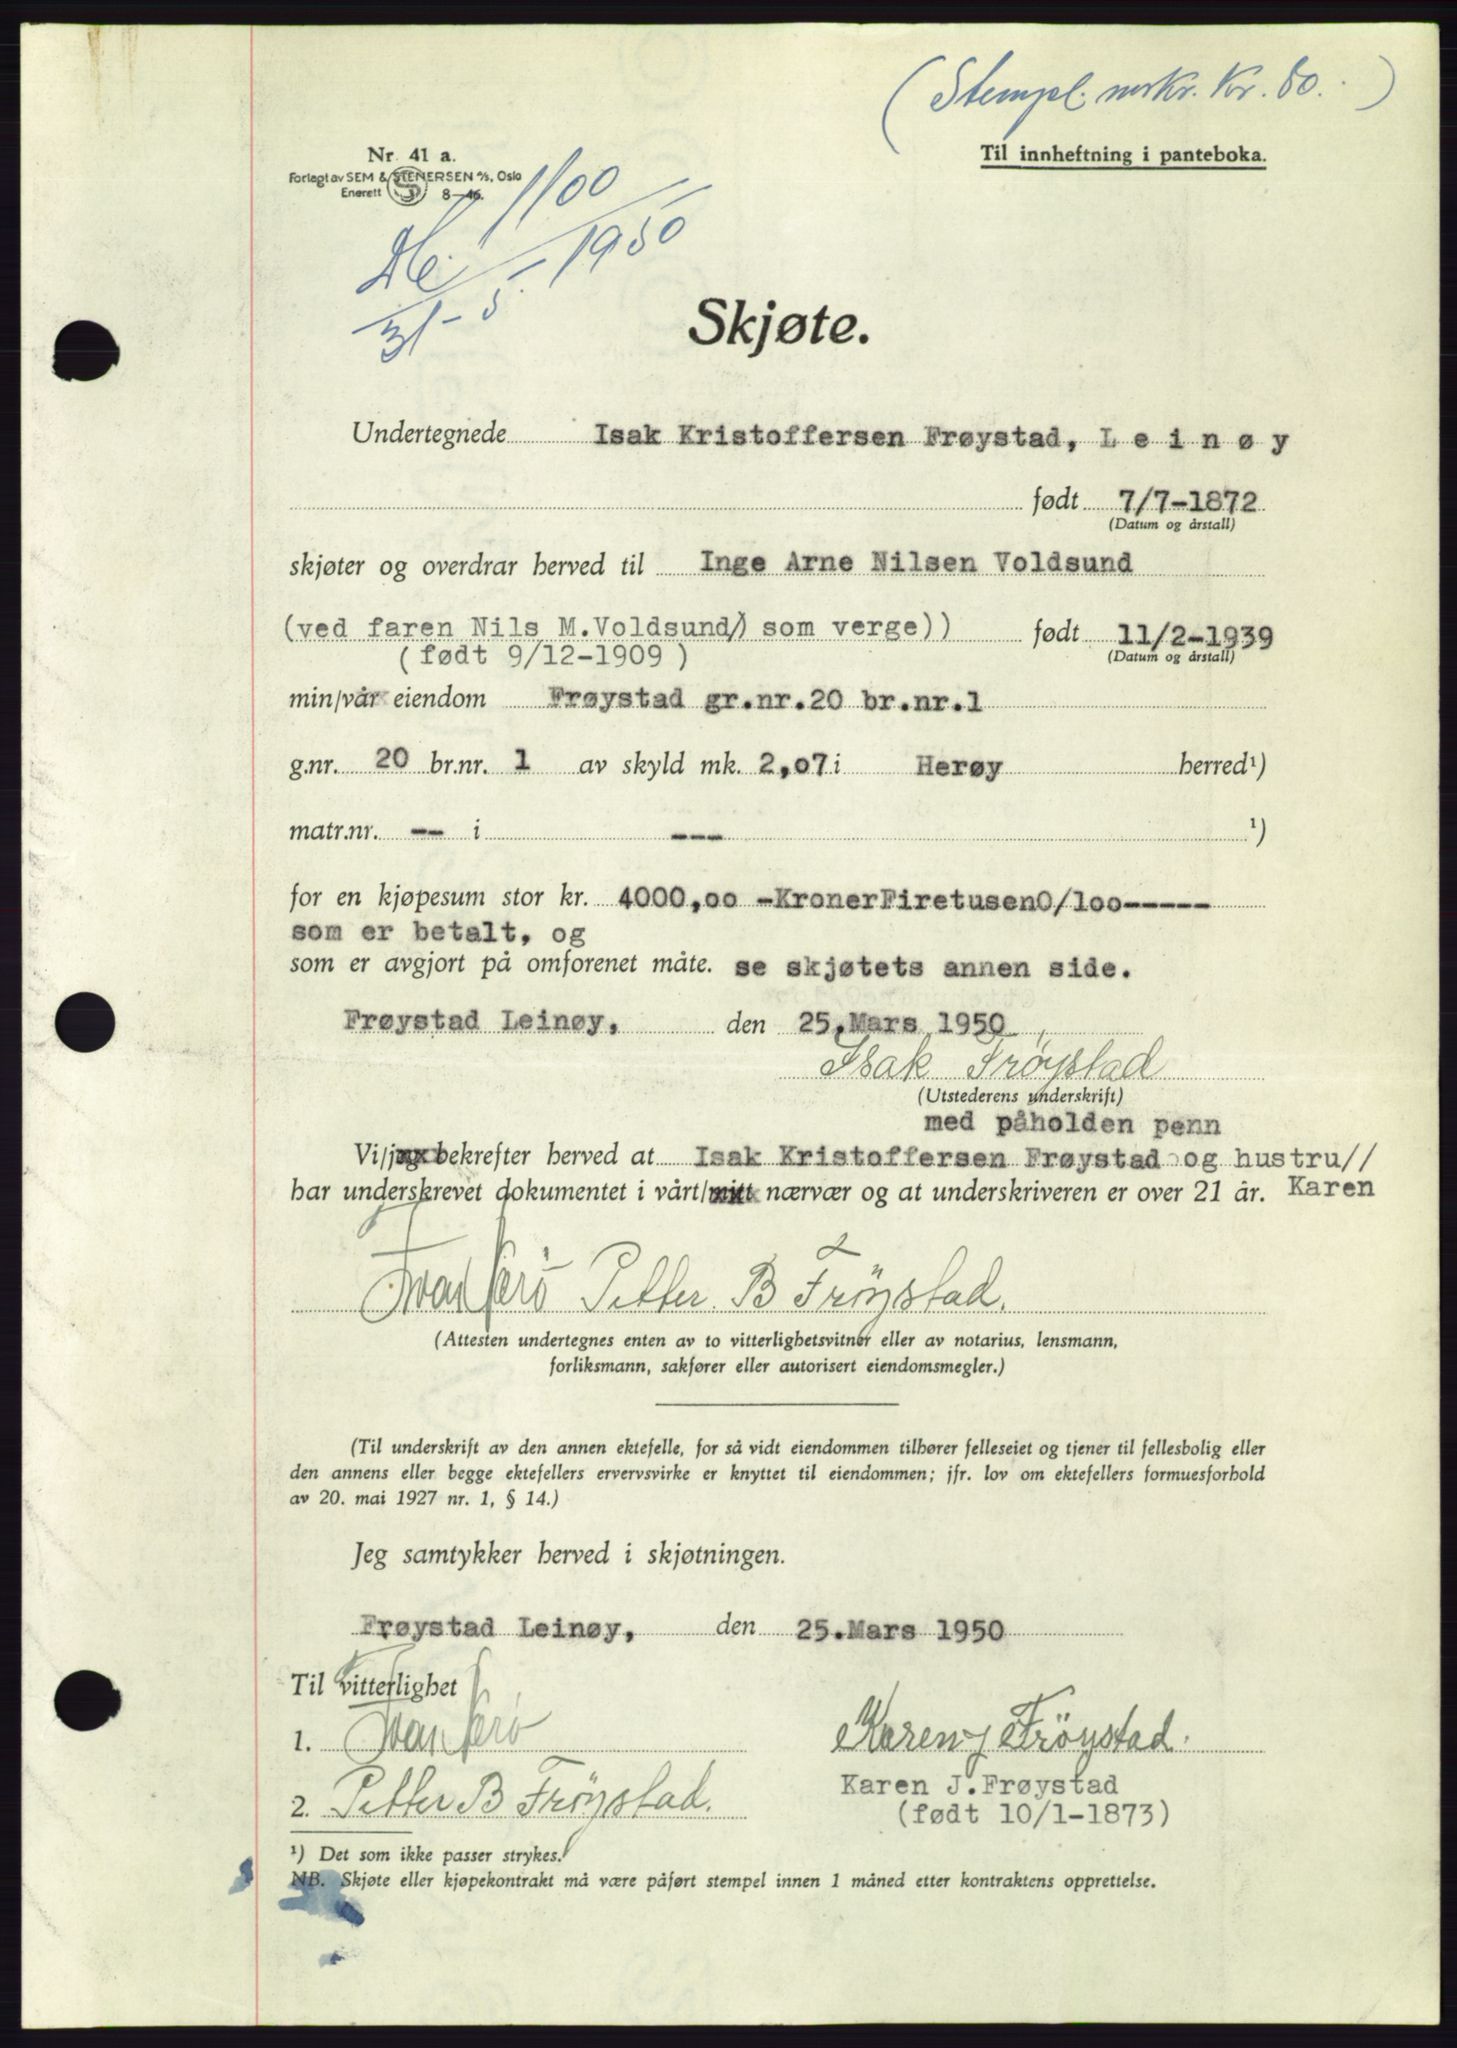 (Stempl. mrkr. Kr. 80.-)
Nr. 41 a.
Til innheftning i panteboka.
Forlagt av SEM & STENERSEN A/S, Oslo
Enerett S 8—46.
1100
31/-5. 1950
Skjøte.
Undertegnede Isak Kristoffersen Frøystad, Leinøy
født 7/7-1872
(Datum og årstall)
skjøter og overdrar herved til Inge Arne Nilsen Voldsund
(ved faren Nils M.Voldsund/) som verge)) født 11/2-1939
( født 9/12-1909 ) (Datum og årstall)
min/vår eiendom Frøystad gr.nr.20 br.nr.1
g.nr. 20 br.nr. 1 av skyld mk. 2,07 i Herøy herred¹)
matr.nr. -- i --- ¹)
for en kjøpesum stor kr. 4000,oo -KronerFiretusen0/loo-----
som er betalt, og
som er avgjort på omforenet måte. se skjøtets annen side.
Frøystad Leinøy, den 25.Mars 1950
Isak Frøystad
(Utstederens underskrift)
med påholden penn
Vi/jeg bekrefter herved at Isak Kristoffersen Frøystad og hustru//
har underskrevet dokumentet i vårt/mitt nærvær og at underskriveren er over 21 år. Karen
Petter B Frøystad.
(Attesten undertegnes enten av to vitterlighetsvitner eller av notarius, lensmann,
forliksmann, sakfører eller autorisert eiendomsmegler.)
(Til underskrift av den annen ektefelle, for så vidt eiendommen tilhører felleseiet og tjener til fellesbolig eller
den annens eller begge ektefellers ervervsvirke er knyttet til eiendommen; jfr. lov om ektefellers formuesforhold
av 20. mai 1927 nr. 1, § 14.)
Jeg samtykker herved i skjøtningen.
Frøystad Leinøy, den 25.Mars 1950
Til vitterlighet
1.
Karen J Frøystad.
Karen J.Frøystad
2. Petter B Frøystad.
(født 10/1-1873)
¹) Det som ikke passer strykes.
NB. Skjøte eller kjøpekontrakt må være påført stempel innen 1 måned etter kontraktens opprettelse.